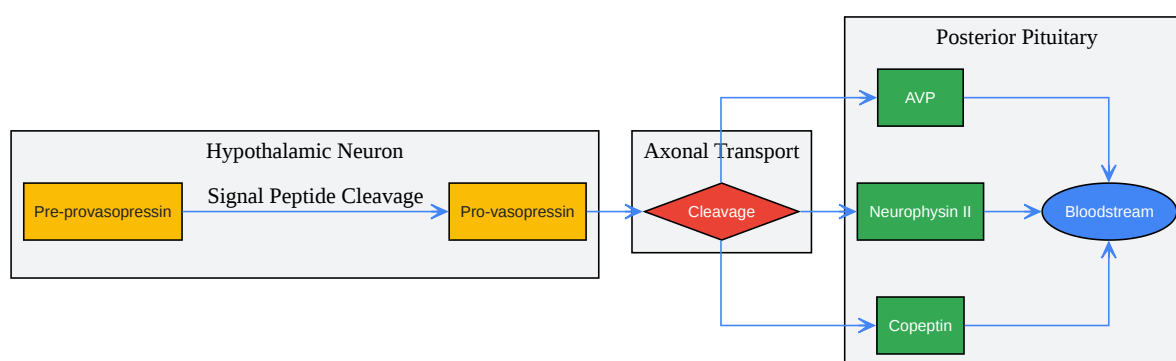 Posterior Pituitary
AVP
Hypothalamic Neuron
Axonal Transport
Signal Peptide Cleavage
Pre-provasopressin
Pro-vasopressin
Cleavage
Neurophysin II
Bloodstream
Copeptin